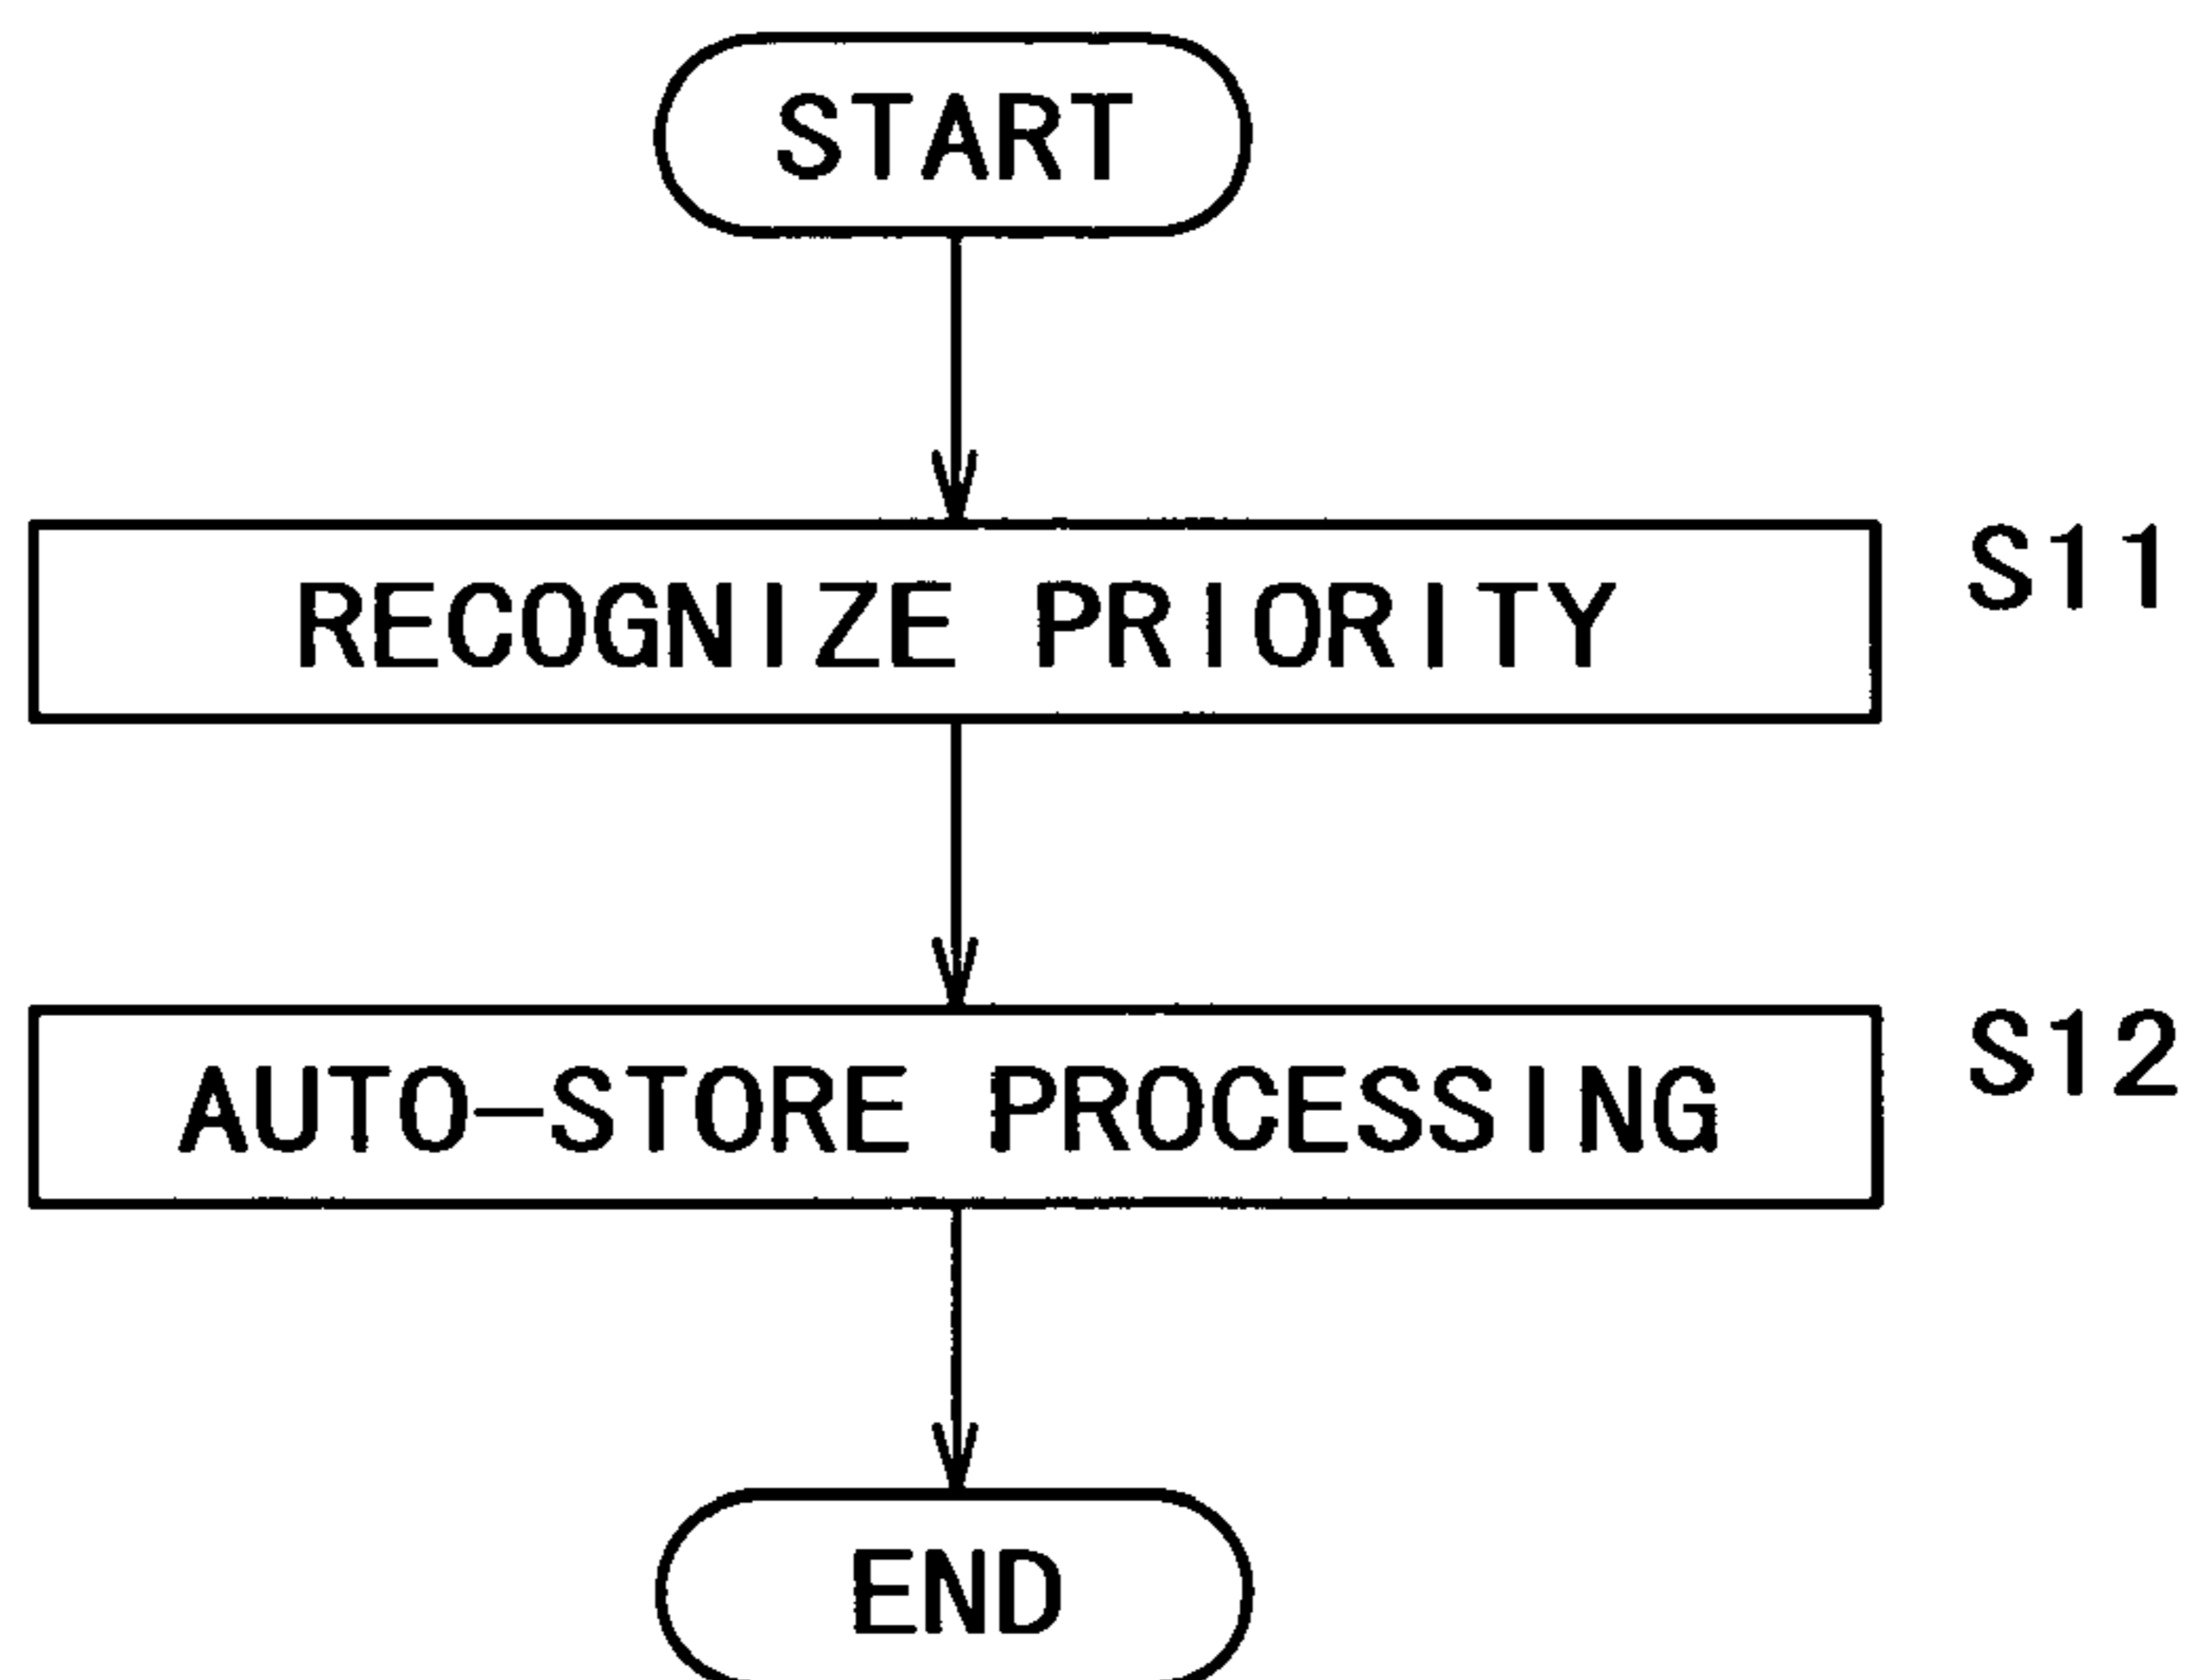 START
RECOGNIZE PRIORITY S11
AUTO-STORE PROCESSING S12
END